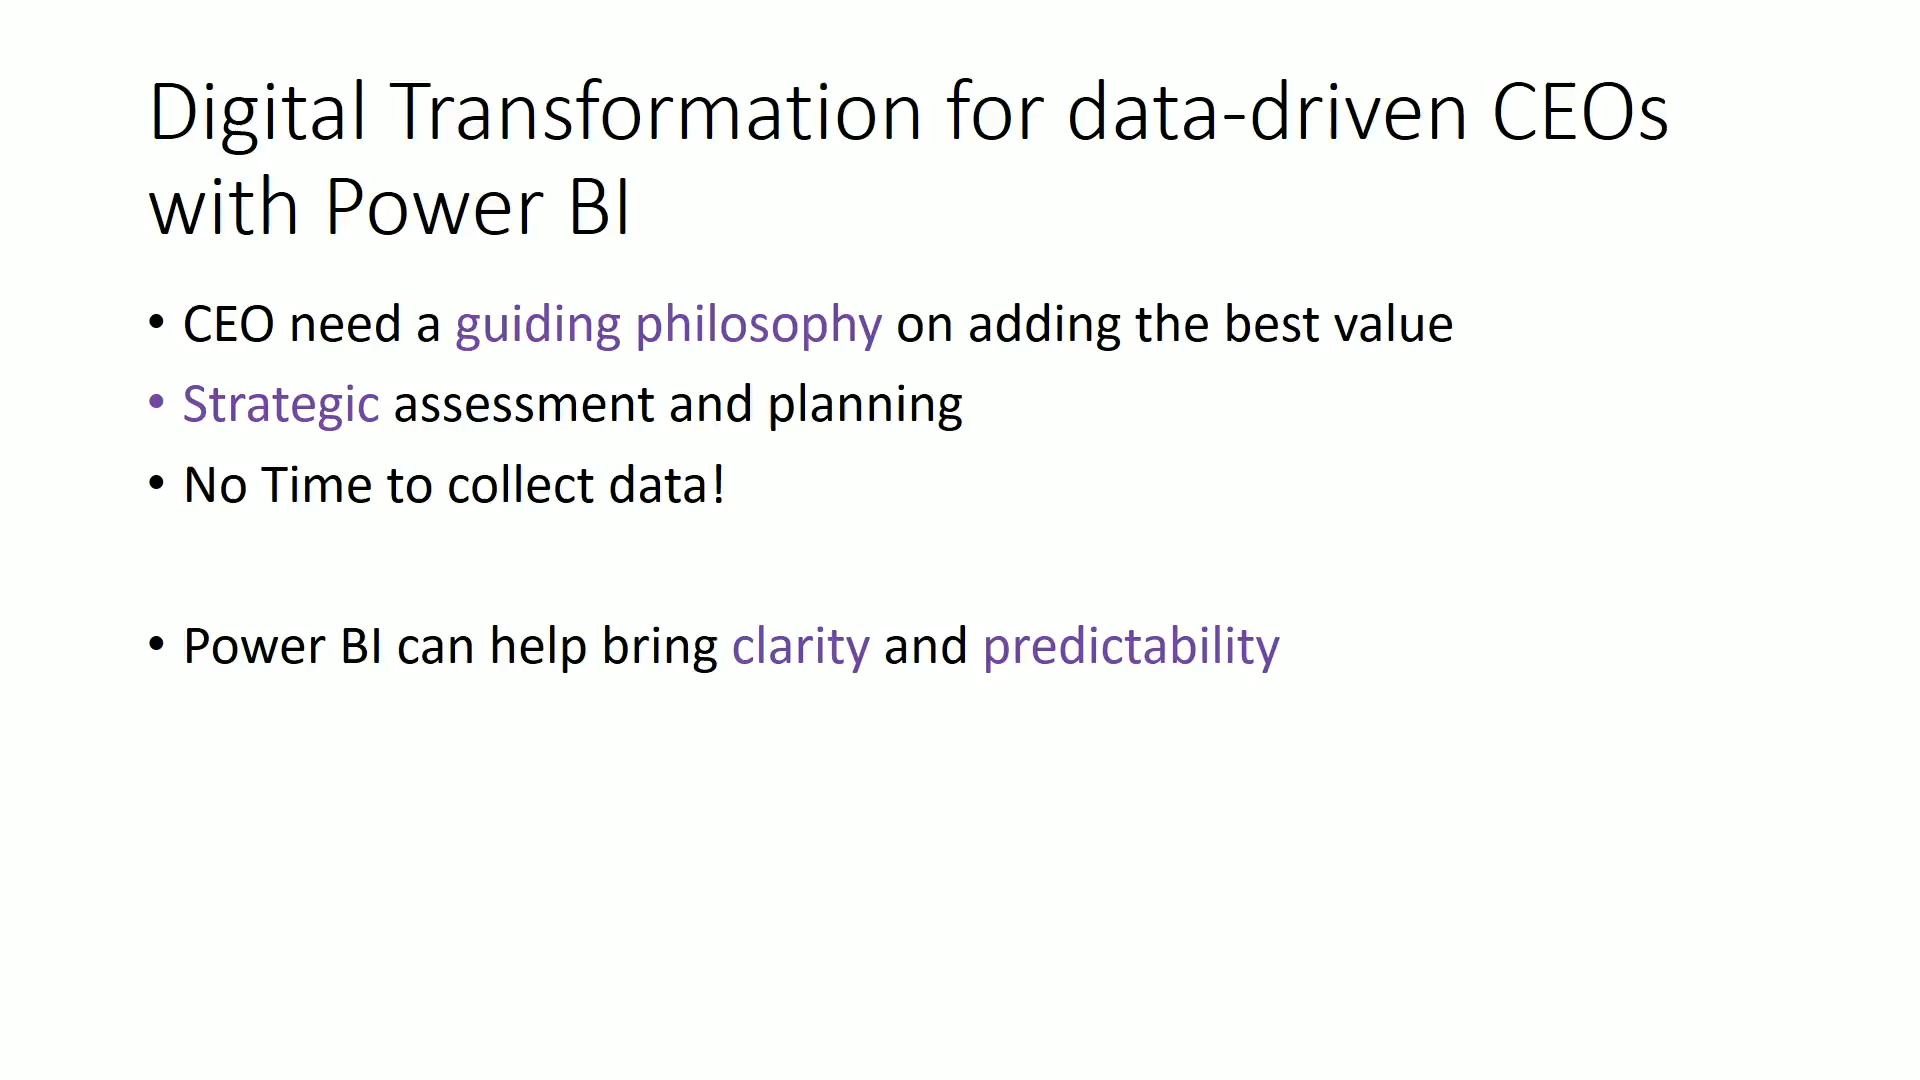 Digital Transformation for data-driven CEOs
with Power BI
• CEO need a guiding philosophy on adding the best value
• Strategic assessment and planning
• No Time to collect data!
• Power BI can help bring clarity and predictability